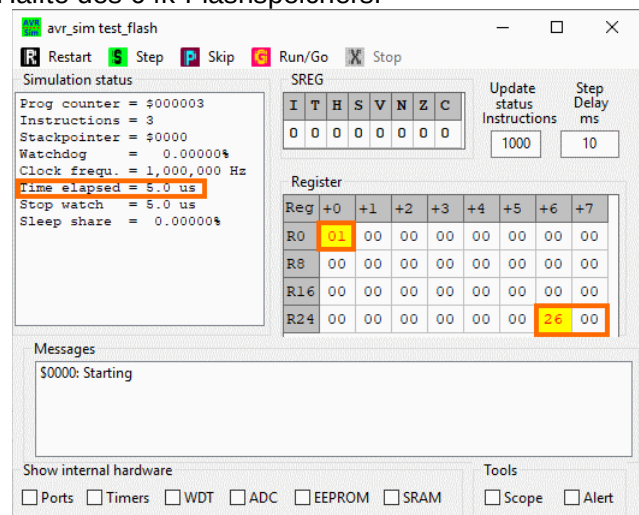 Hälfte des 64k-Flashspeichers.
AVR Sim avr_sim test_flash
R Restart S Step P Skip G Run/Go X Stop
Simulation status
Prog counter = $000003
Instructions = 3
Stackpointer = $0000
Watchdog = 0.00000%
Clock frequ. = 1,000,000 Hz
Time elapsed = 5.0 us
Stop watch = 5.0 us
Sleep share = 0.00000%
SREG
I T H S V N Z C
0 0 0 0 0 0 0 0
Update status Instructions
1000
Step Delay ms
10
Register
Reg +0 +1 +2 +3 +4 +5 +6 +7
R0 01 00 00 00 00 00 00 00
R8 00 00 00 00 00 00 00 00
R16 00 00 00 00 00 00 00 00
R24 00 00 00 00 00 00 26 00
Messages
$0000: Starting
Show internal hardware
Ports Timers WDT ADC EEPROM SRAM
Tools
Scope Alert